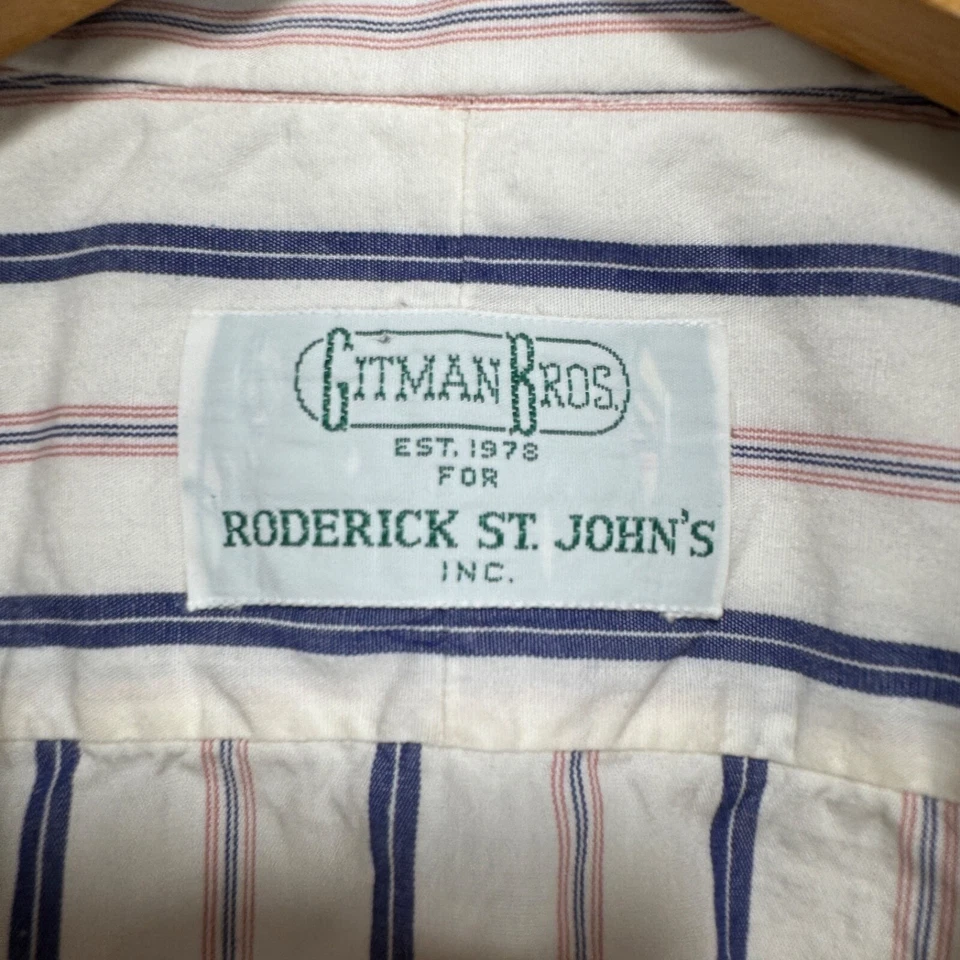 GITMAN BROS.
EST. 1978
FOR
RODERICK ST. JOHN'S
INC.